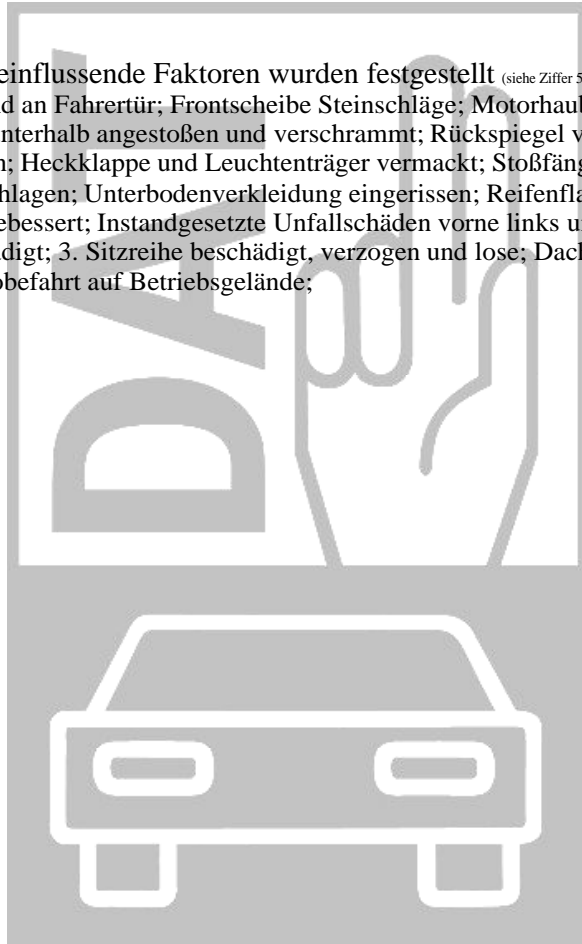 einflussende Faktoren wurden festgestellt (siehe Ziffer 5
d an Fahrertür; Frontscheibe Steinschläge; Motorhaub
nterhalb angestoßen und verschrammt; Rückspiegel v
n; Heckklappe und Leuchtenträger vermackt; Stoßfäng
hlagen; Unterbodenverkleidung eingerissen; Reifenfla
ebessert; Instandgesetzte Unfallschäden vorne links u
digt; 3. Sitzreihe beschädigt, verzogen und lose; Dach
obefahrt auf Betriebsgelände;
DAT